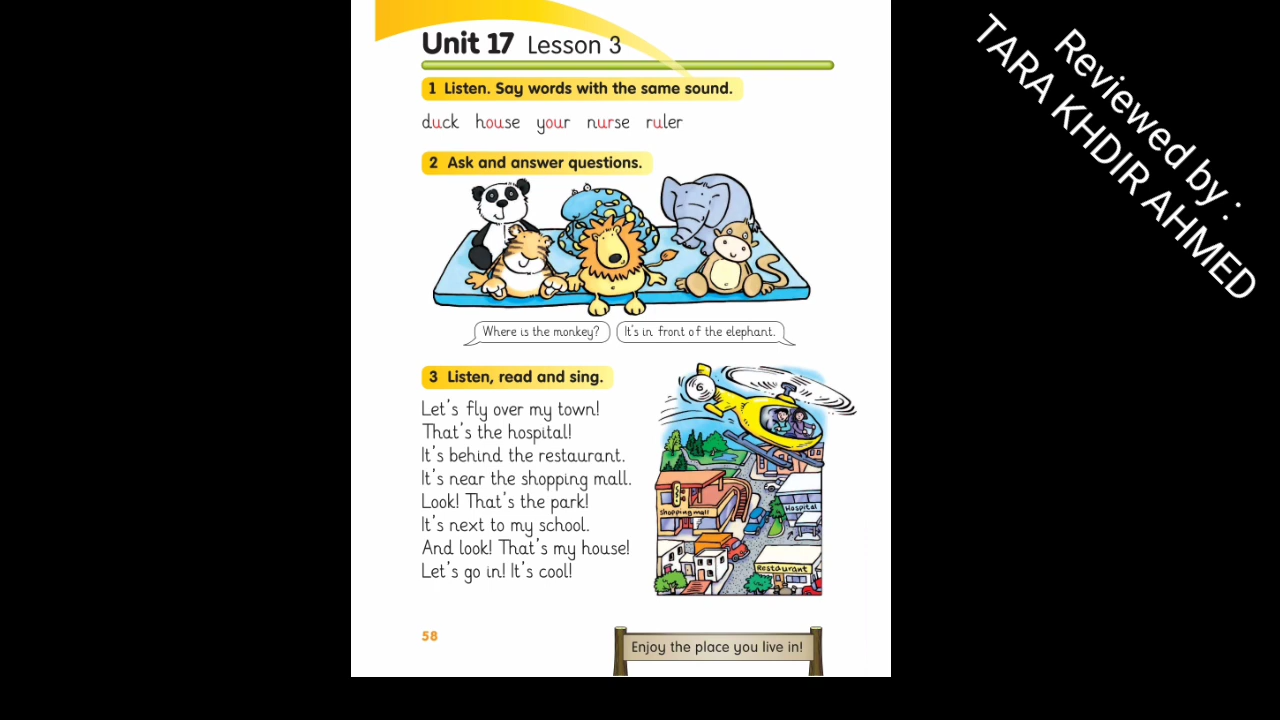 Unit 17 Lesson 3
1 Listen. Say words with the same sound.
duck house your nurse ruler
2 Ask and answer questions.
Where is the monkey? It's in front of the elephant.
3 Listen, read and sing.
Let's fly over my town!
That's the hospital!
It's behind the restaurant.
It's near the shopping mall.
Look! That's the park!
It's next to my school.
And look! That's my house!
Let's go in! It's cool!
6
Shopping mall
Hospital
Restaurant
58
Enjoy the place you live in!
Reviewed by :
TARA KHDIR AHMED